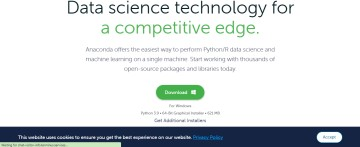 Data science technology for
a competitive edge.
Anaconda offers the easiest way to perform Python/R data science and
machine learning on a single machine. Start working with thousands of
open-source packages and libraries today.
Download
For Windows
Python 3.9 • 64-Bit Graphical Installer • 621 MB
Get Additional Installers
This website uses cookies to ensure you get the best experience on our website. Privacy Policy
Accept